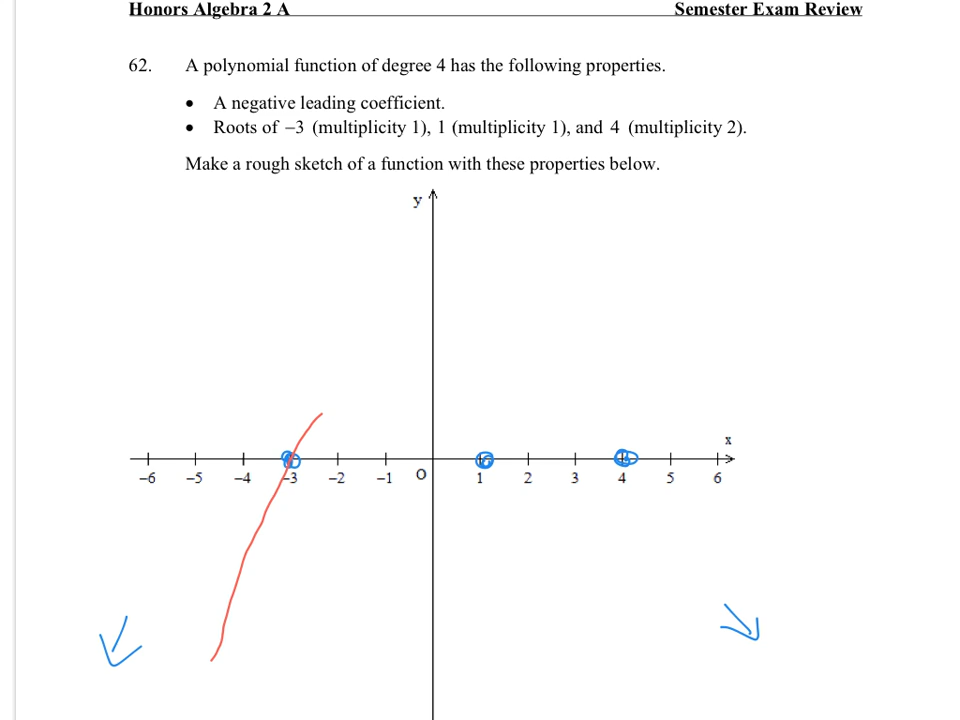 Honors Algebra 2 A Semester Exam Review
62. A polynomial function of degree 4 has the following properties.
• A negative leading coefficient.
• Roots of −3 (multiplicity 1), 1 (multiplicity 1), and 4 (multiplicity 2).
Make a rough sketch of a function with these properties below.
y
x
−6 −5 −4 −3 −2 −1 O 1 2 3 4 5 6